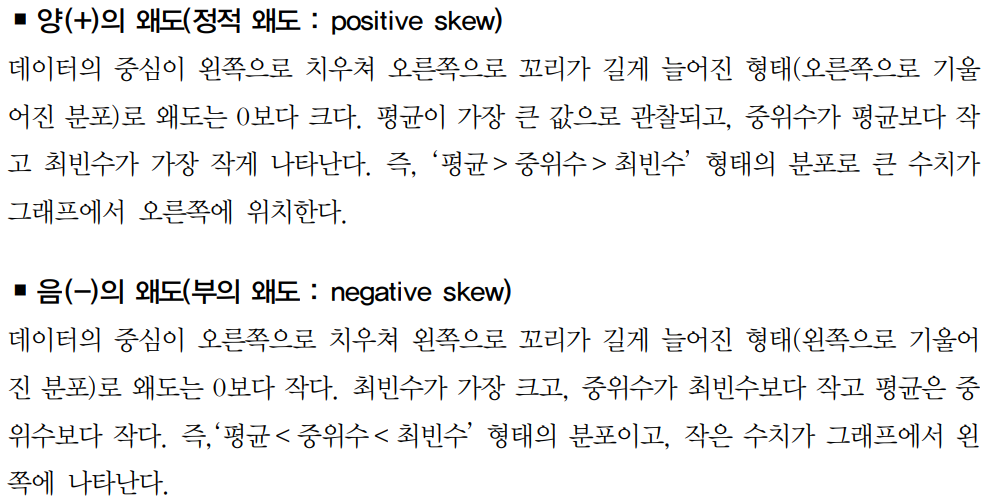 ■ 양(+)의 왜도(정적 왜도 : positive skew)
데이터의 중심이 왼쪽으로 치우쳐 오른쪽으로 꼬리가 길게 늘어진 형태(오른쪽으로 기울
어진 분포)로 왜도는 0보다 크다. 평균이 가장 큰 값으로 관찰되고, 중위수가 평균보다 작
고 최빈수가 가장 작게 나타난다. 즉, ‘평균 > 중위수 > 최빈수’ 형태의 분포로 큰 수치가
그래프에서 오른쪽에 위치한다.
■ 음(-)의 왜도(부의 왜도 : negative skew)
데이터의 중심이 오른쪽으로 치우쳐 왼쪽으로 꼬리가 길게 늘어진 형태(왼쪽으로 기울어
진 분포)로 왜도는 0보다 작다. 최빈수가 가장 크고, 중위수가 최빈수보다 작고 평균은 중
위수보다 작다. 즉,‘평균 < 중위수 < 최빈수’ 형태의 분포이고, 작은 수치가 그래프에서 왼
쪽에 나타난다.